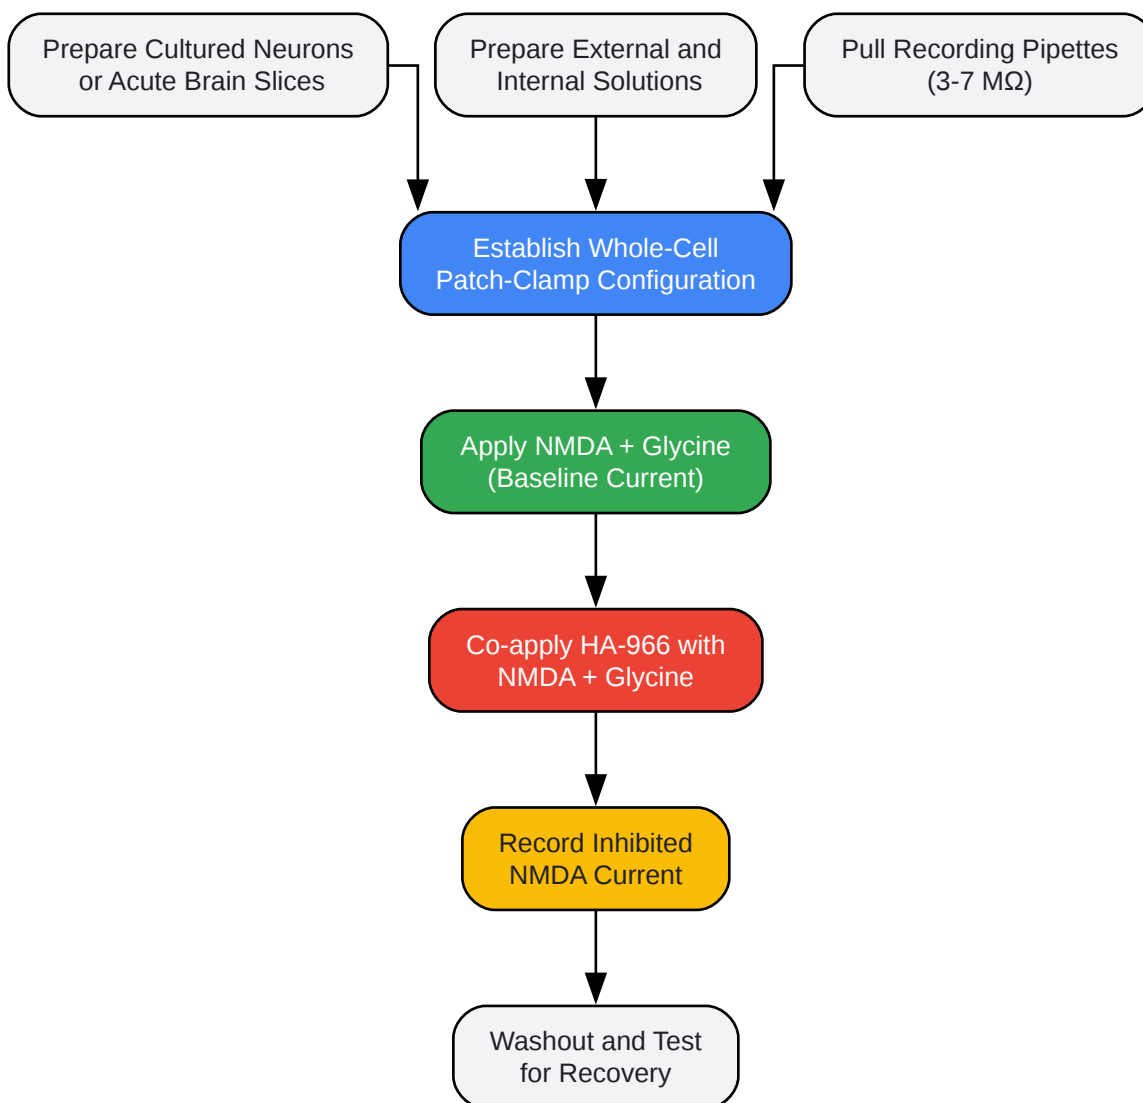 Prepare Cultured Neurons
or Acute Brain Slices
Prepare External and
Internal Solutions
Pull Recording Pipettes
(3-7 MΩ)
Establish Whole-Cell
Patch-Clamp Configuration
Apply NMDA + Glycine
(Baseline Current)
Co-apply HA-966 with
NMDA + Glycine
Record Inhibited
NMDA Current
Washout and Test
for Recovery